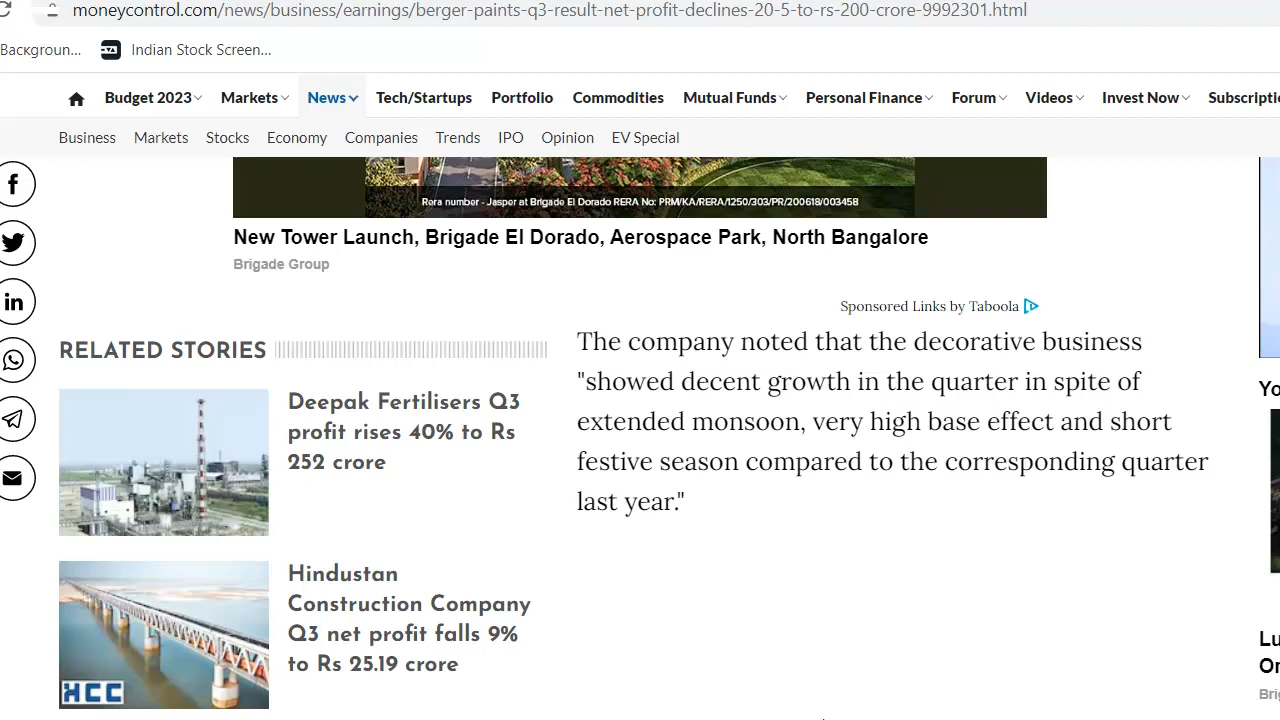 moneycontrol.com/news/business/earnings/berger-paints-q3-result-net-profit-declines-20-5-to-rs-200-crore-9992301.html
Backgroun... Indian Stock Screen...
Budget 2023 Markets News Tech/Startups Portfolio Commodities Mutual Funds Personal Finance Forum Videos Invest Now
Business Markets Stocks Economy Companies Trends IPO Opinion EV Special
Rera number - Jasper at Brigade El Dorado RERA No: PRM/KA/RERA/1250/303/PR/200618/003458
New Tower Launch, Brigade El Dorado, Aerospace Park, North Bangalore
Brigade Group
Sponsored Links by Taboola
RELATED STORIES
Deepak Fertilisers Q3
profit rises 40% to Rs
252 crore
Hindustan
Construction Company
Q3 net profit falls 9%
to Rs 25.19 crore
HCC
The company noted that the decorative business
"showed decent growth in the quarter in spite of
extended monsoon, very high base effect and short
festive season compared to the corresponding quarter
last year."